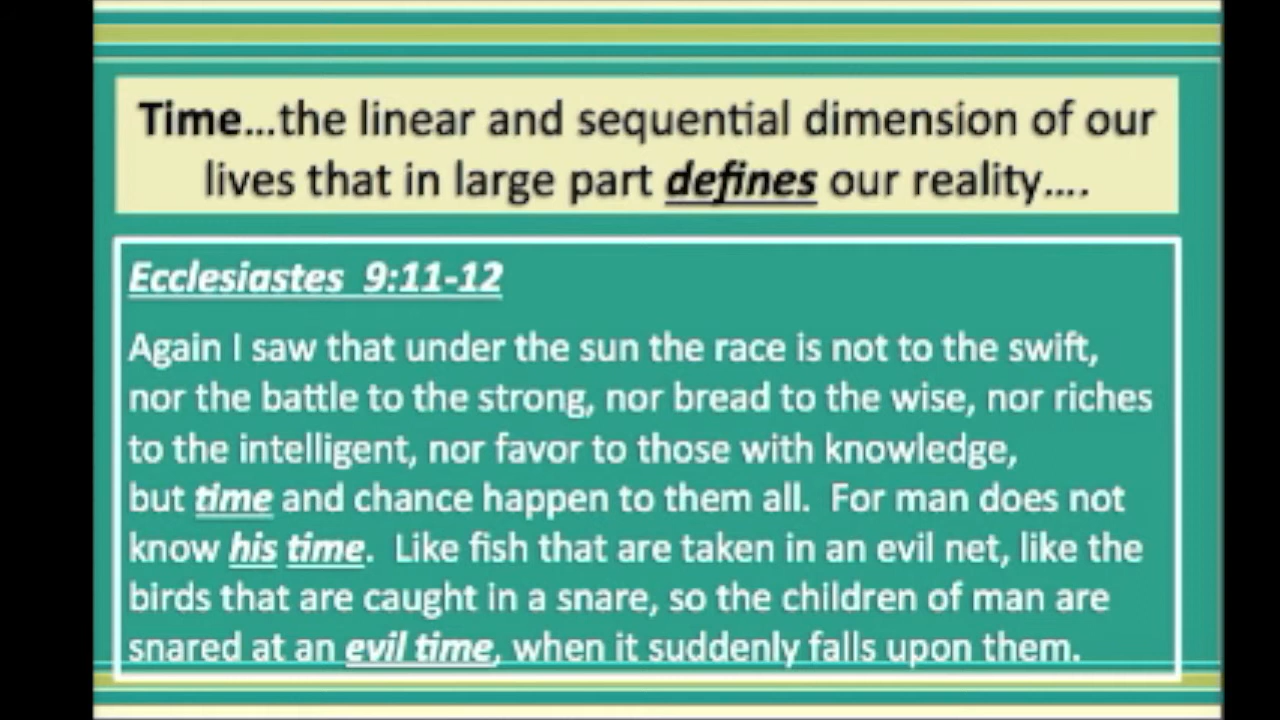 Time...the linear and sequential dimension of our
lives that in large part defines our reality....
Ecclesiastes 9:11-12
Again I saw that under the sun the race is not to the swift,
nor the battle to the strong, nor bread to the wise, nor riches
to the intelligent, nor favor to those with knowledge,
but time and chance happen to them all. For man does not
know his time. Like fish that are taken in an evil net, like the
birds that are caught in a snare, so the children of man are
snared at an evil time, when it suddenly falls upon them.